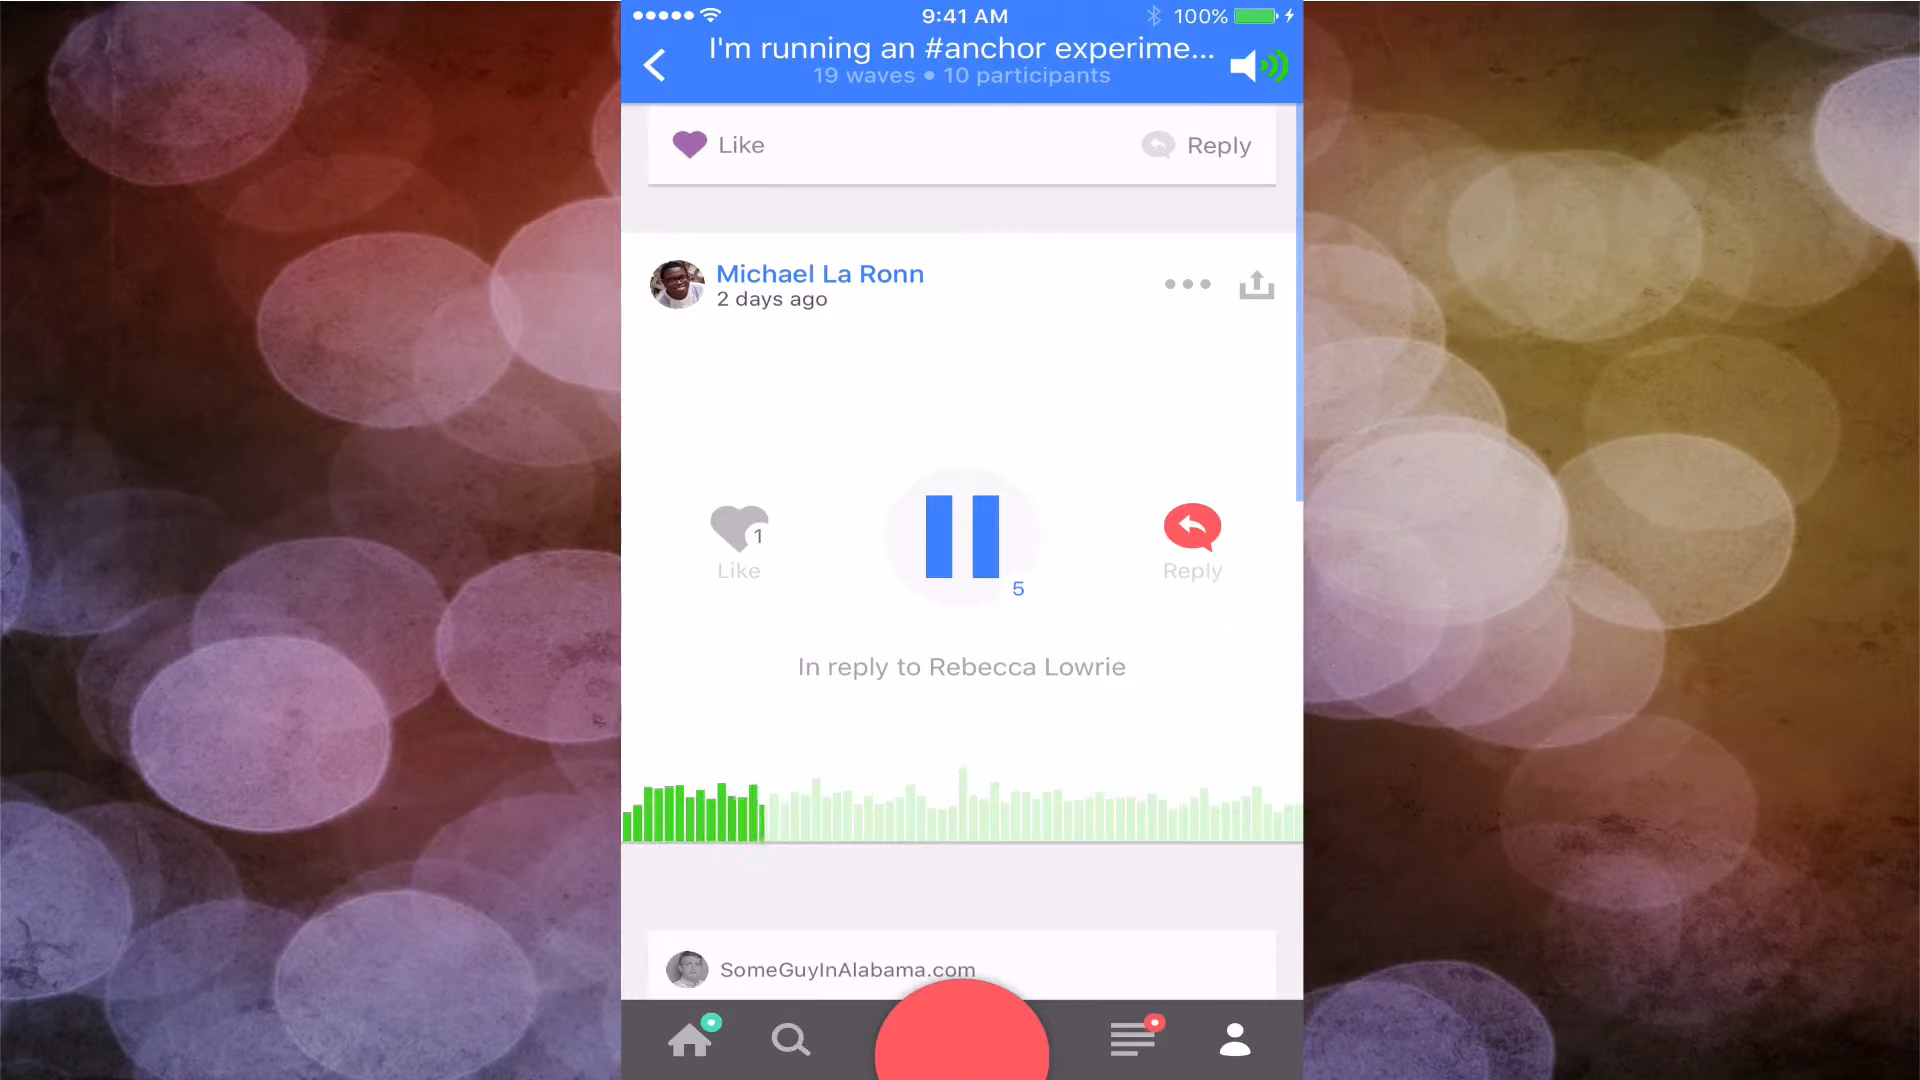 9:41 AM
100%
I'm running an #anchor experime...
19 waves • 10 participants
Like
Reply
Michael La Ronn
2 days ago
1
Like
5
Reply
In reply to Rebecca Lowrie
SomeGuyInAlabama.com